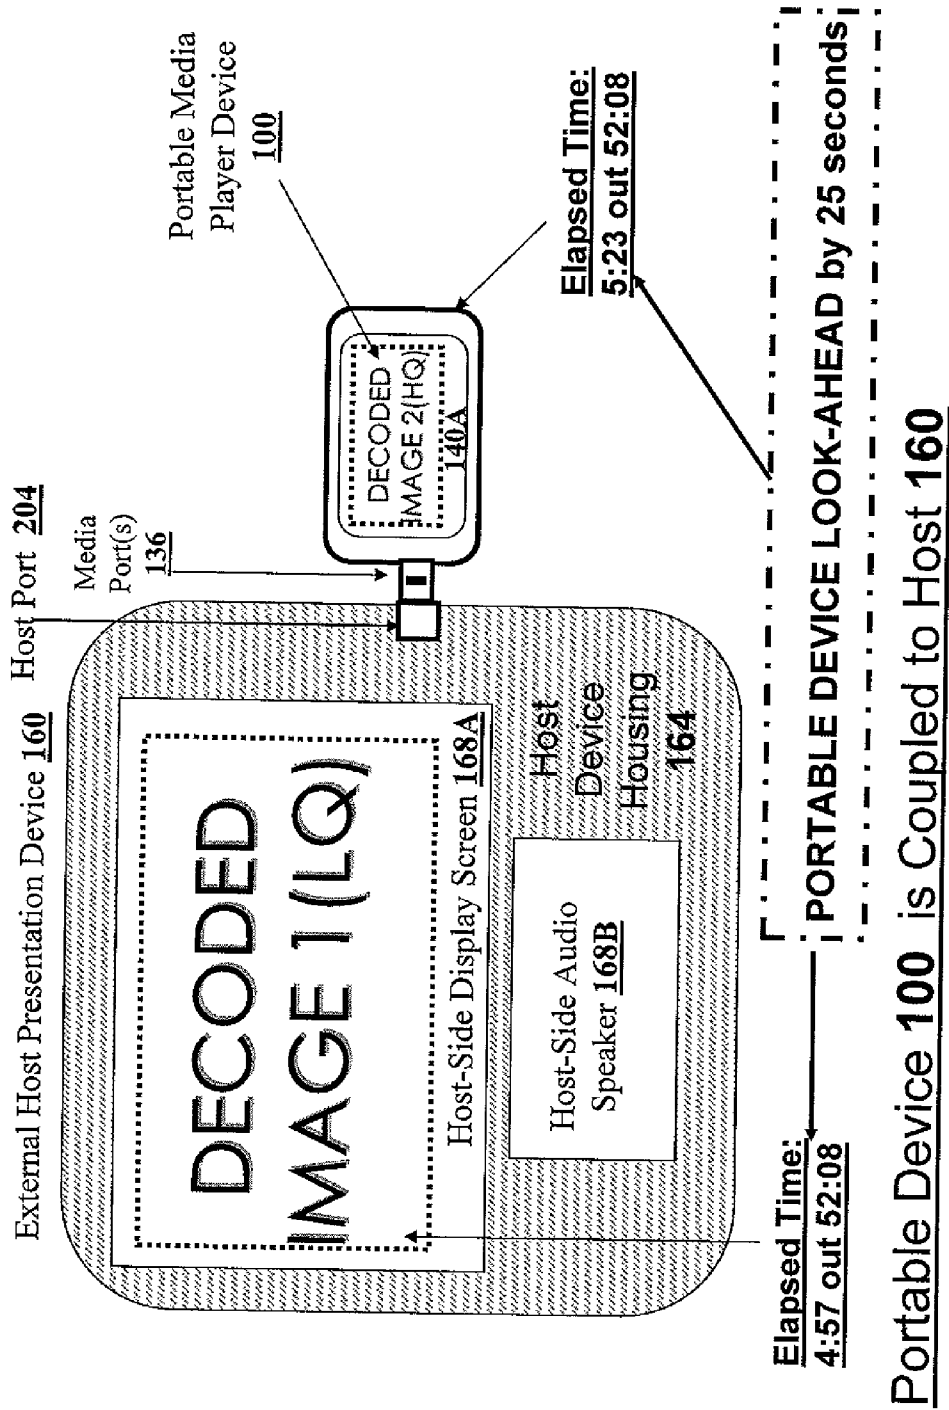 External Host Presentation Device 160
Host Port 204
Media
Port(s)
136
Portable Media
Player Device
100
DECODED
IMAGE 1 (LQ)
Host-Side Display Screen 168A
DECODED
IMAGE 2(HQ)
140A
Host
Device
Housing
164
Host-Side Audio
Speaker 168B
Elapsed Time:
5:23 out 52:08
Elapsed Time:
4:57 out 52:08
PORTABLE DEVICE LOOK-AHEAD by 25 seconds
Portable Device 100 is Coupled to Host 160